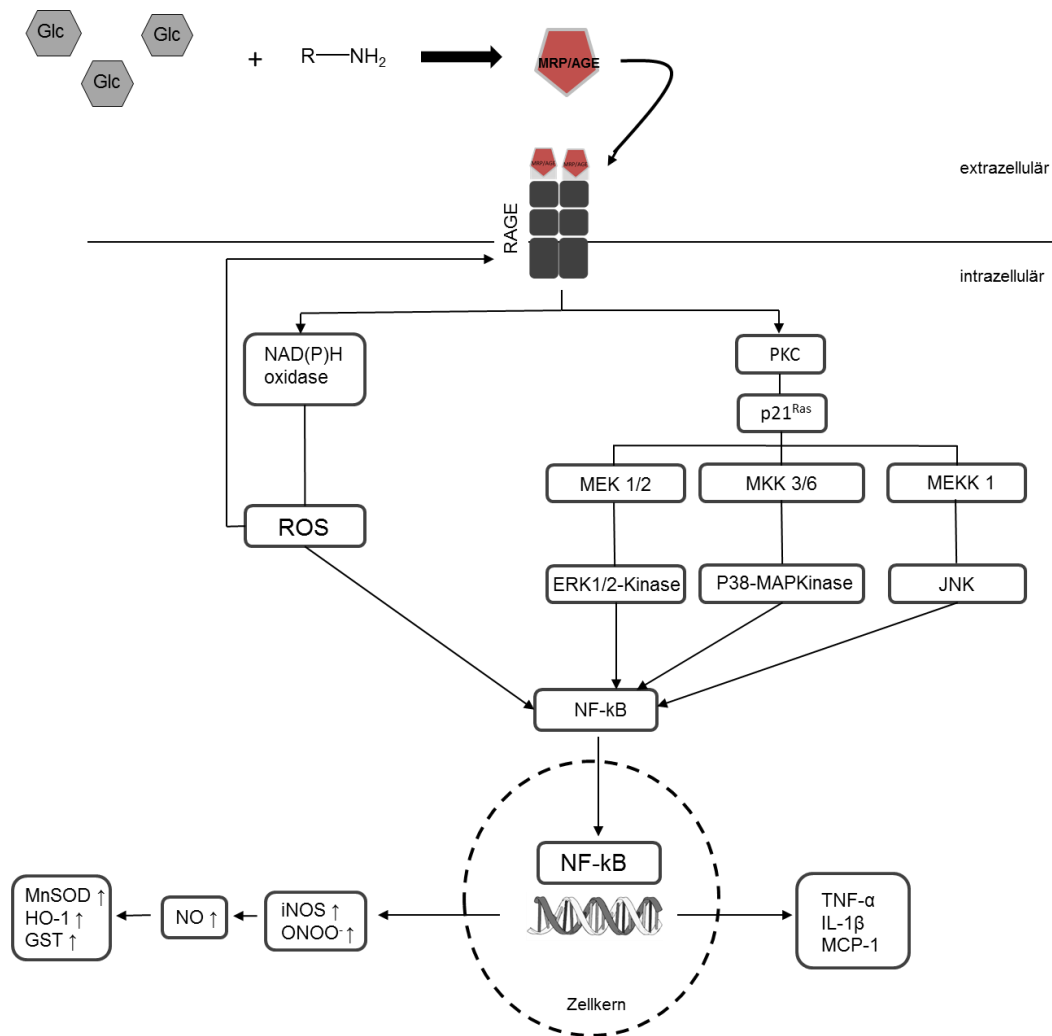 Glc
Glc
Glc
+
R—NH₂
MRP/AGE
MRP/AGE
MRP/AGE
extrazellulär
RAGE
intrazellulär
NAD(P)H
oxidase
PKC
p21ᴿᵃˢ
MEK 1/2
MKK 3/6
MEKK 1
ROS
ERK1/2-Kinase
P38-MAPKinase
JNK
NF-kB
NF-kB
MnSOD ↑
HO-1 ↑
GST ↑
NO ↑
iNOS ↑
ONOO⁻ ↑
TNF-α
IL-1β
MCP-1
Zellkern